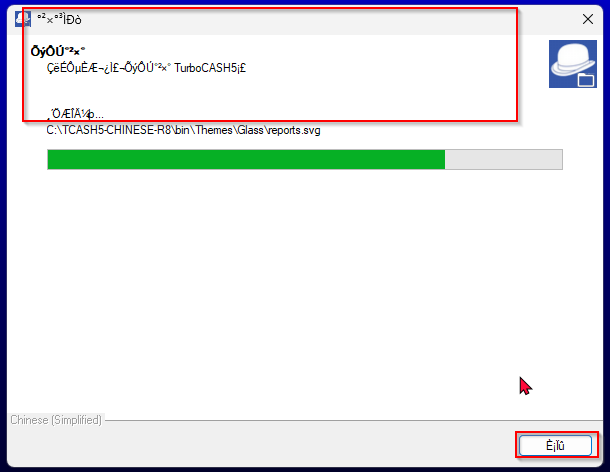 °²×°³ÌÐò
ÕýÔÚ°²×°
ÇëÉÔµÈÆ¬¿Ì£¬ÕýÔÚ°²×° TurboCASH5¡£
¸´ÖÆÎÄ¼þ...
C:\TCASH5-CHINESE-R8\bin\Themes\Glass\reports.svg
Chinese (Simplified)
È¡Ïû